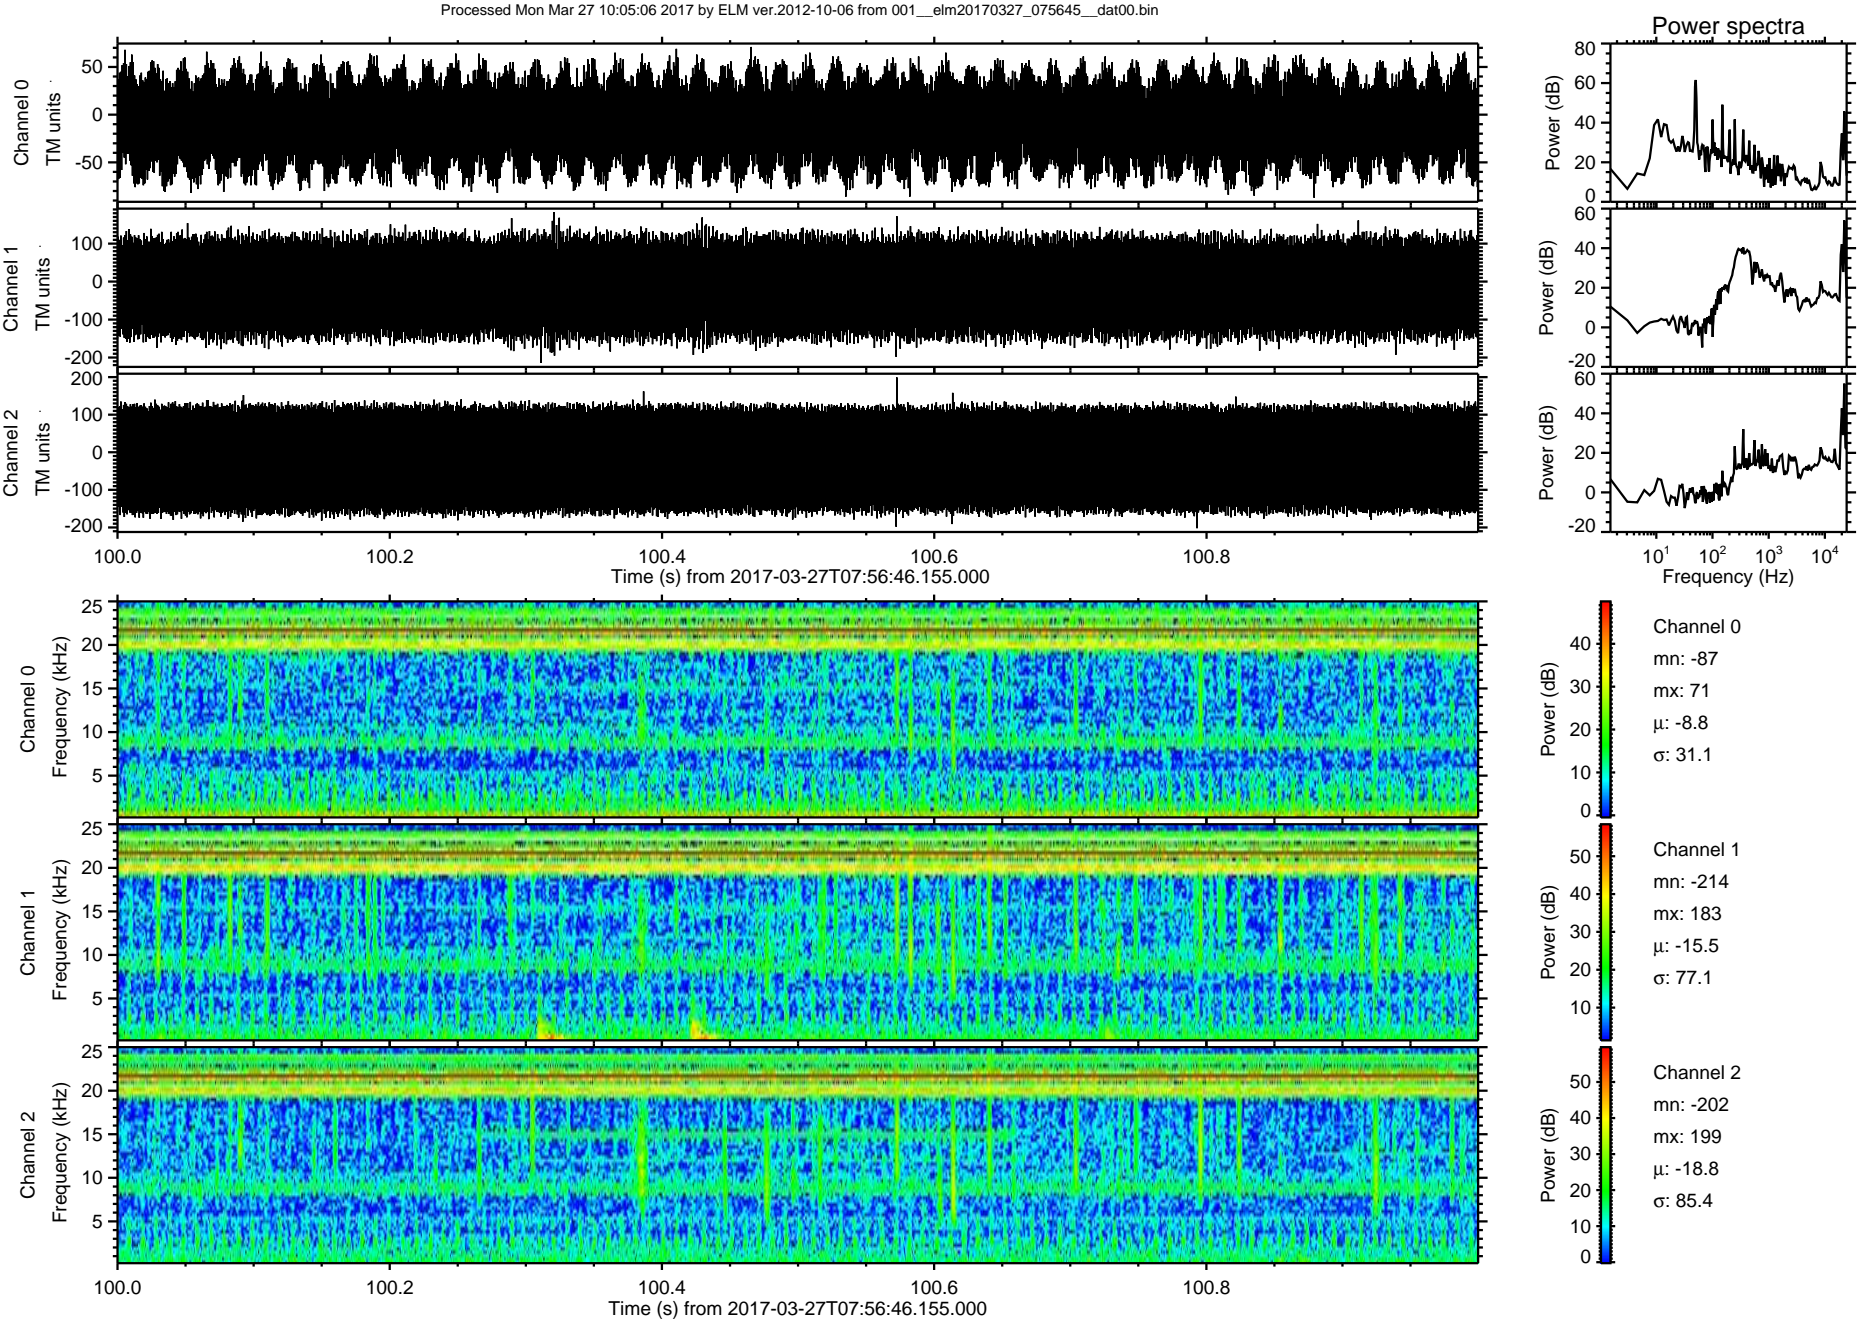 Processed Mon Mar 27 10:05:06 2017 by ELM ver.2012-10-06 from 001__elm20170327_075645__dat00.bin
Power spectra
Channel 0
TM units
50
0
-50
Power (dB)
80
60
40
20
0
Channel 1
TM units
100
0
-100
-200
Power (dB)
60
40
20
0
-20
Channel 2
TM units
200
100
0
-100
-200
Power (dB)
60
40
20
0
-20
100.0 100.2 100.4 100.6 100.8
Time (s) from 2017-03-27T07:56:46.155.000
10¹ 10² 10³ 10⁴
Frequency (Hz)
Channel 0
Frequency (kHz)
25
20
15
10
5
Power (dB)
40
30
20
10
0
Channel 0
mn: -87
mx: 71
μ: -8.8
σ: 31.1
Channel 1
Frequency (kHz)
25
20
15
10
5
Power (dB)
50
40
30
20
10
Channel 1
mn: -214
mx: 183
μ: -15.5
σ: 77.1
Channel 2
Frequency (kHz)
25
20
15
10
5
Power (dB)
50
40
30
20
10
0
Channel 2
mn: -202
mx: 199
μ: -18.8
σ: 85.4
100.0 100.2 100.4 100.6 100.8
Time (s) from 2017-03-27T07:56:46.155.000